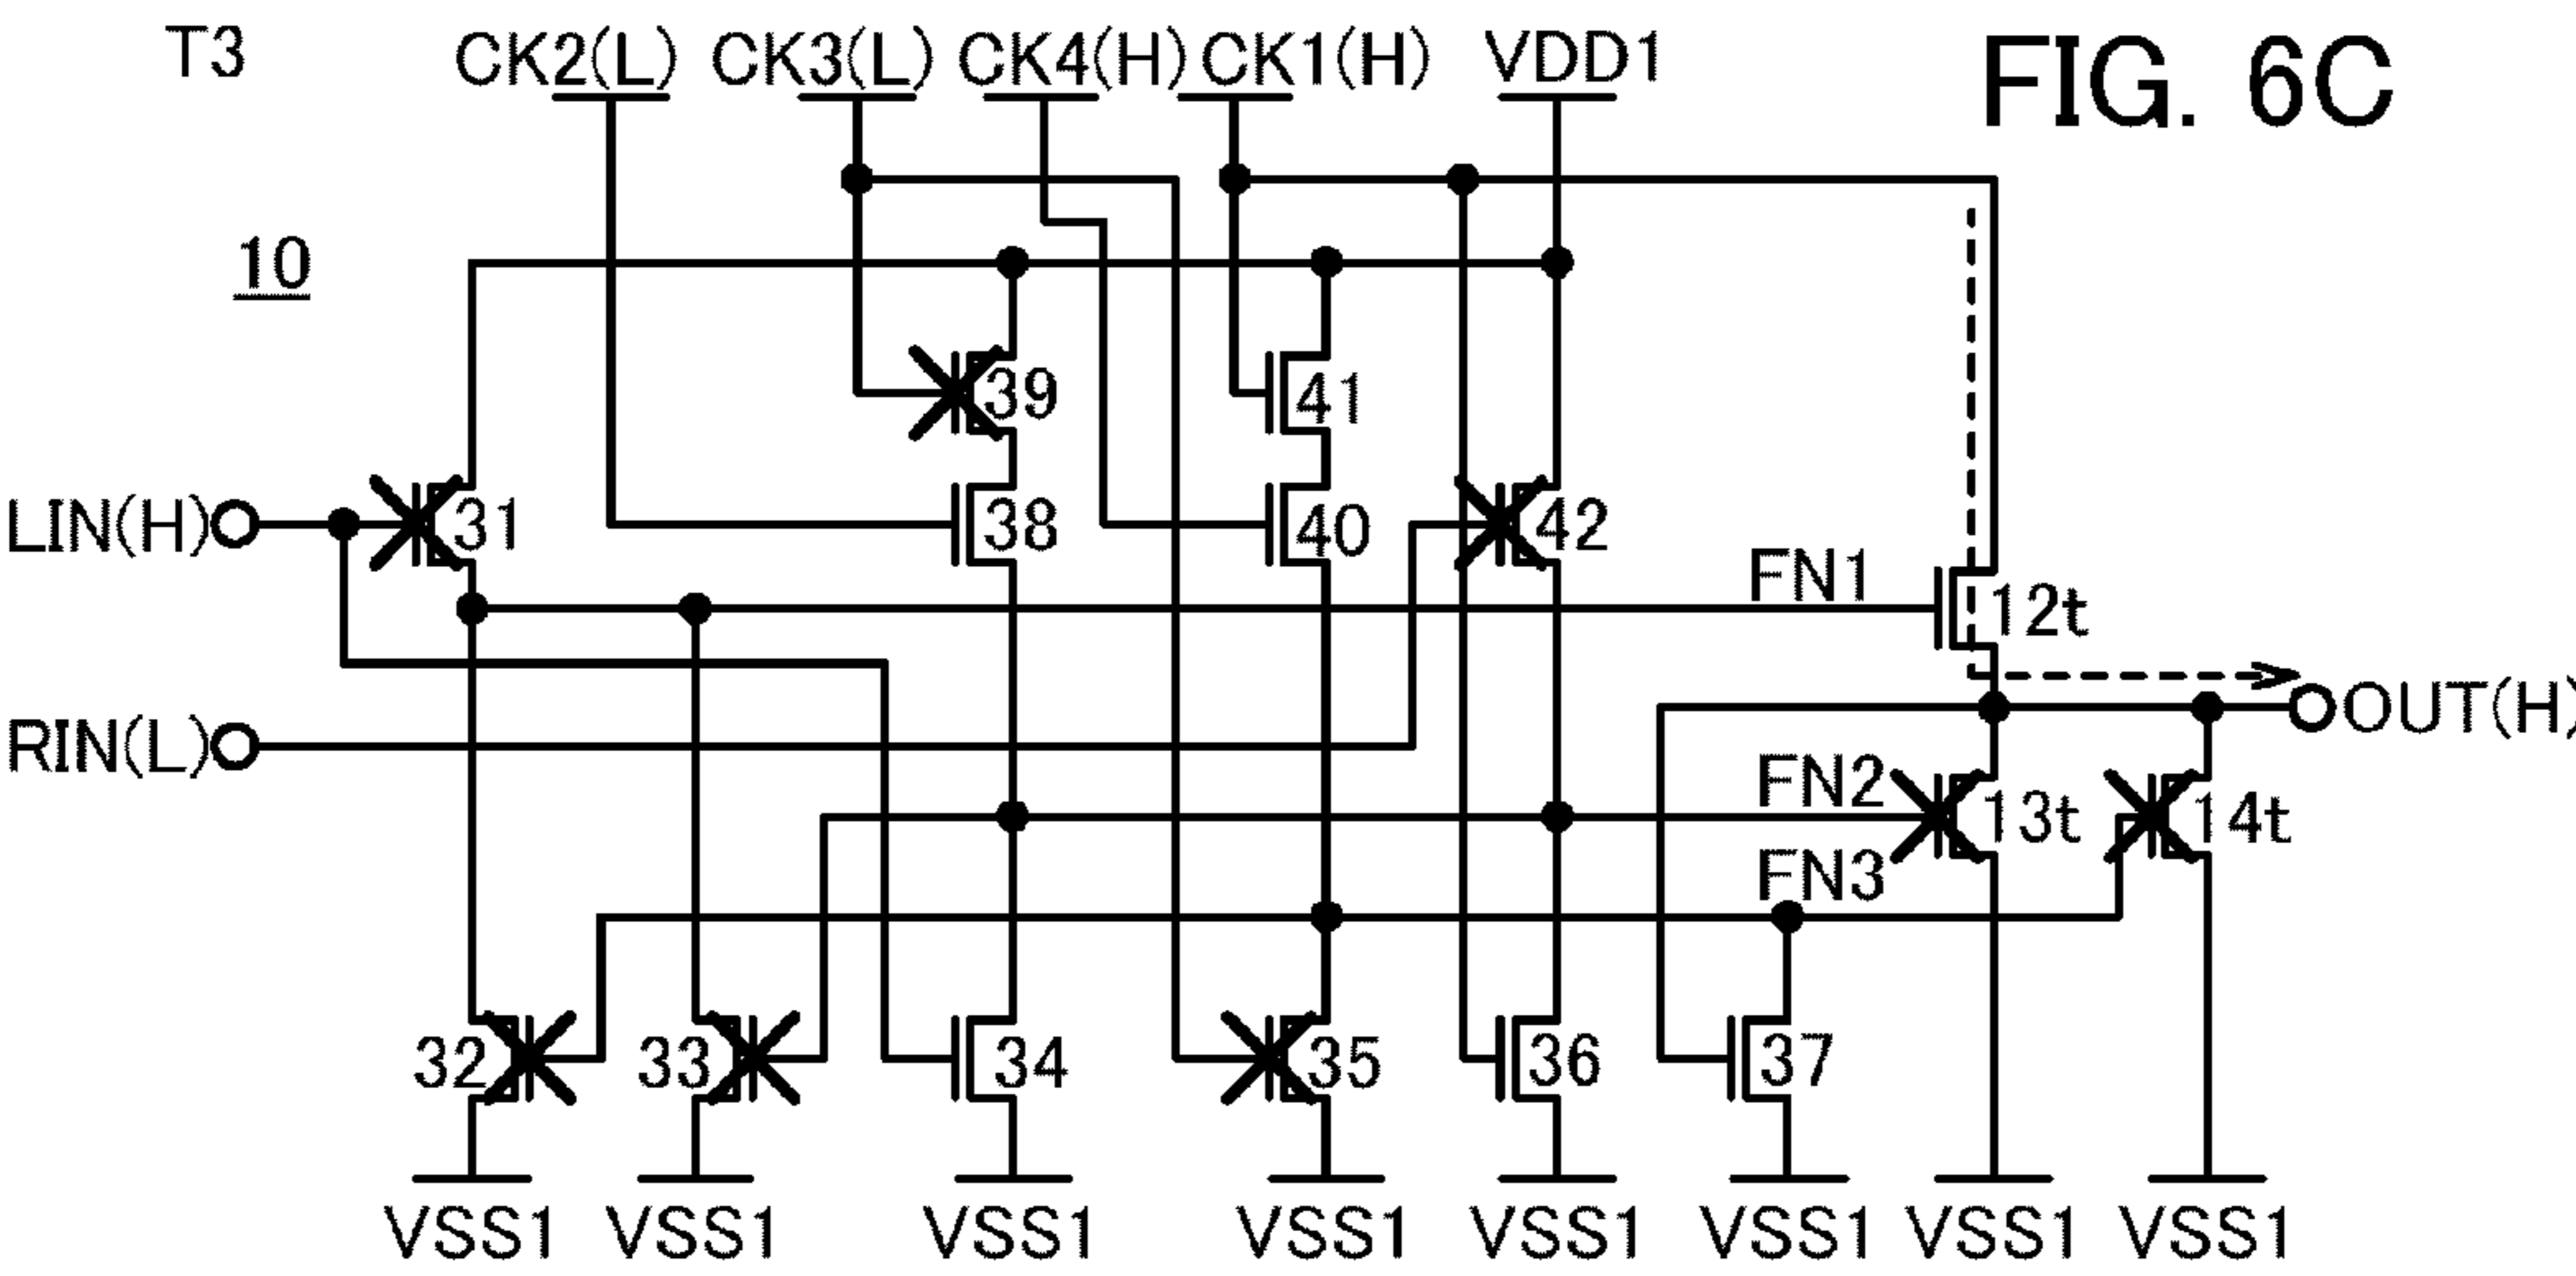 T3 CK2(L) CK3(L) CK4(H) CK1(H) VDD1 FIG. 6C
10
39 41
LIN(H) 31 38 40 42
FN1 12t
RIN(L) OUT(H)
FN2 13t 14t
FN3
32 33 34 35 36 37
VSS1 VSS1 VSS1 VSS1 VSS1 VSS1 VSS1 VSS1